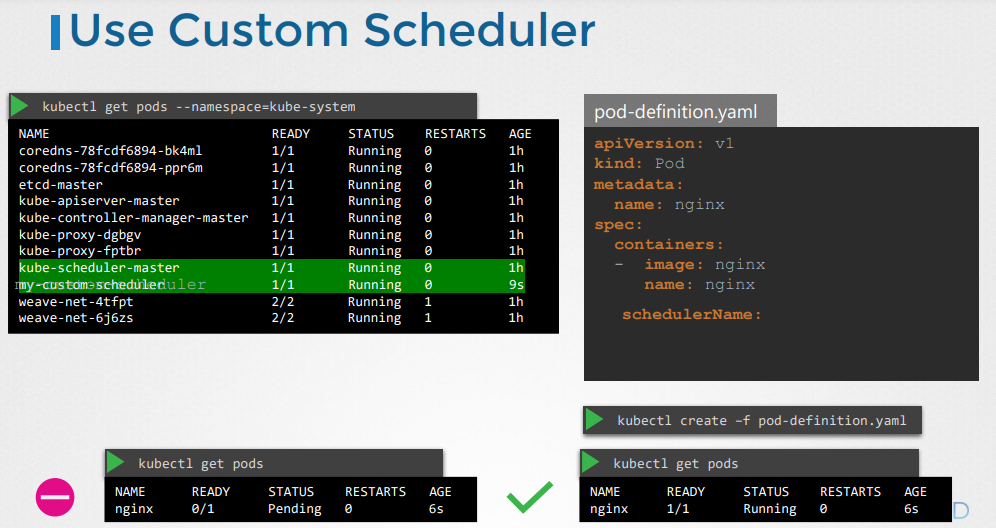 Use Custom Scheduler
kubectl get pods --namespace=kube-system
NAME READY STATUS RESTARTS AGE
coredns-78fcdf6894-bk4ml 1/1 Running 0 1h
coredns-78fcdf6894-ppr6m 1/1 Running 0 1h
etcd-master 1/1 Running 0 1h
kube-apiserver-master 1/1 Running 0 1h
kube-controller-manager-master 1/1 Running 0 1h
kube-proxy-dgbgv 1/1 Running 0 1h
kube-proxy-fptbr 1/1 Running 0 1h
kube-scheduler-master 1/1 Running 0 1h
my-custom-scheduler 1/1 Running 0 9s
weave-net-4tfpt 2/2 Running 1 1h
weave-net-6j6zs 2/2 Running 1 1h
pod-definition.yaml
apiVersion: v1
kind: Pod
metadata:
name: nginx
spec:
containers:
- image: nginx
name: nginx
schedulerName:
my-custom-scheduler
kubectl create –f pod-definition.yaml
kubectl get pods
NAME READY STATUS RESTARTS AGE
nginx 0/1 Pending 0 6s
kubectl get pods
NAME READY STATUS RESTARTS AGE
nginx 1/1 Running 0 6s
D